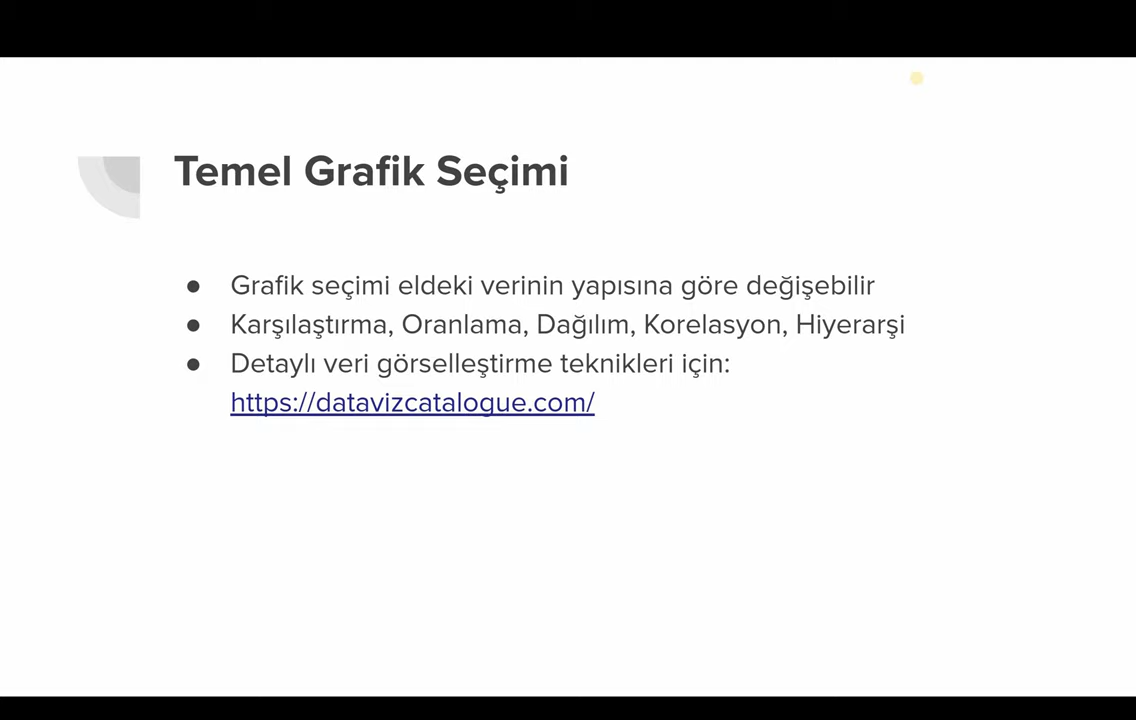 Temel Grafik Seçimi
● Grafik seçimi eldeki verinin yapısına göre değişebilir
● Karşılaştırma, Oranlama, Dağılım, Korelasyon, Hiyerarşi
● Detaylı veri görselleştirme teknikleri için:
https://datavizcatalogue.com/